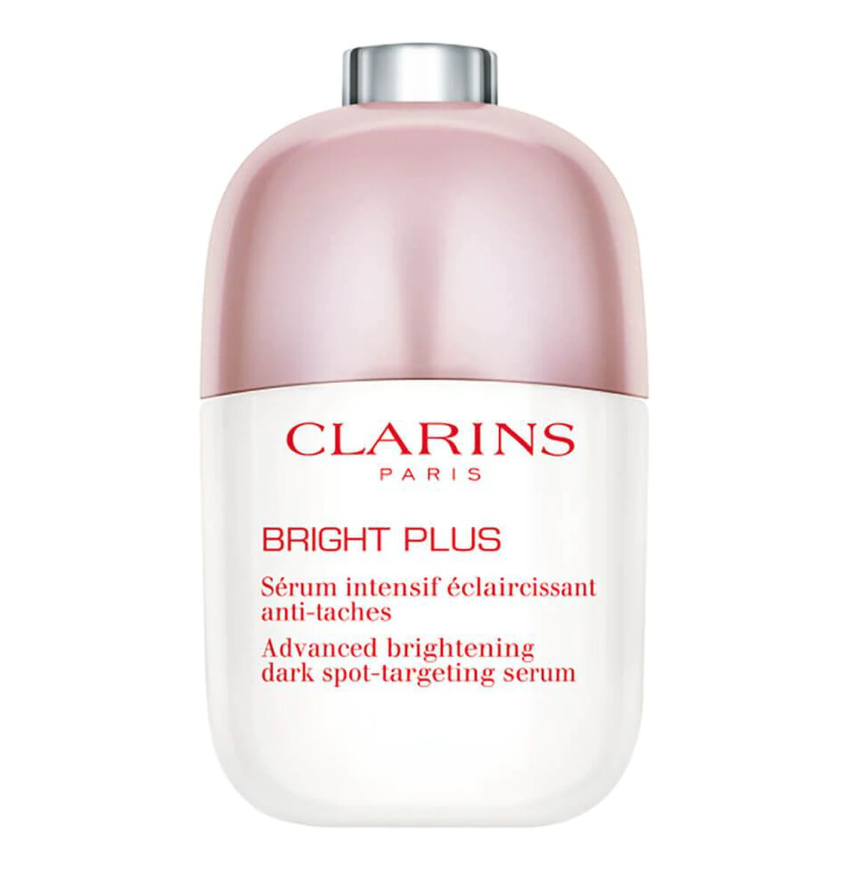 CLARINS
PARIS
BRIGHT PLUS
Sérum intensif éclaircissant
anti-taches
Advanced brightening
dark spot-targeting serum